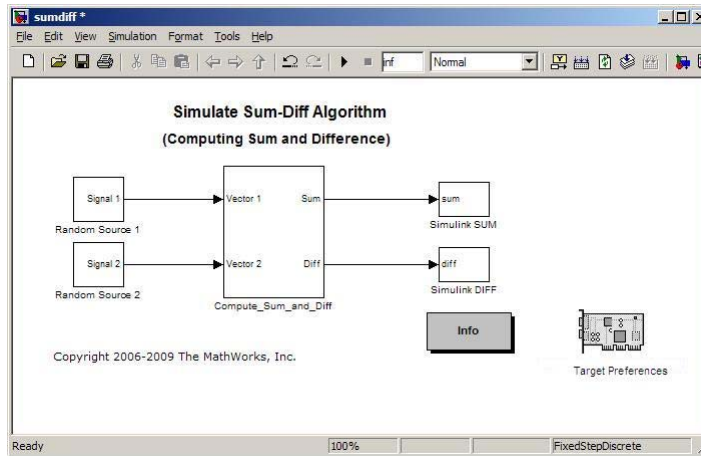 sumdiff *
File Edit View Simulation Format Tools Help
inf Normal
Simulate Sum-Diff Algorithm
(Computing Sum and Difference)
Signal 1
Random Source 1
Signal 2
Random Source 2
Vector 1 Sum
Vector 2 Diff
Compute_Sum_and_Diff
sum
Simulink SUM
diff
Simulink DIFF
Info
Target Preferences
Copyright 2006-2009 The MathWorks, Inc.
Ready 100% FixedStepDiscrete